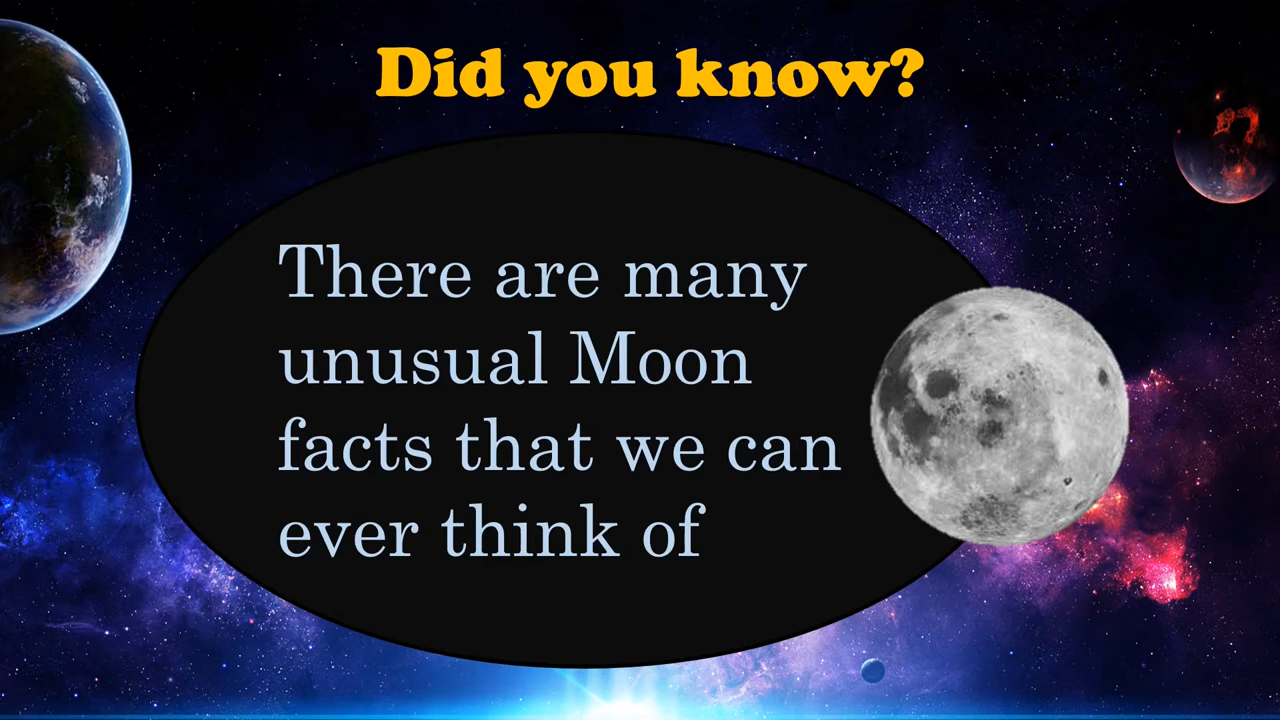 Did you know?
There are many
unusual Moon
facts that we can
ever think of